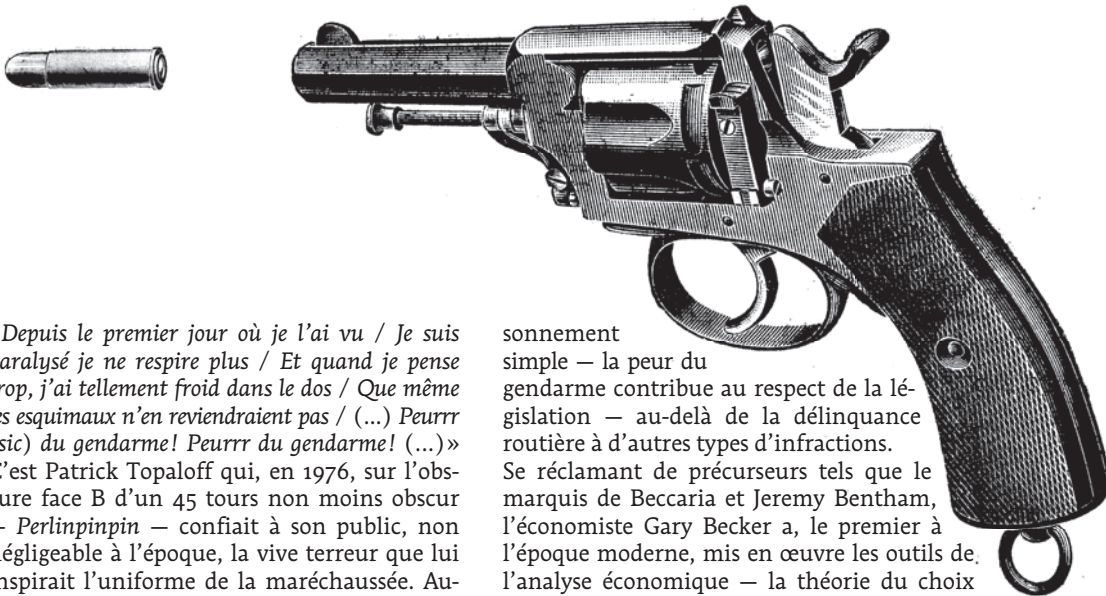 Depuis le premier jour où je l'ai vu / Je suis
aralysé je ne respire plus / Et quand je pense
rop, j'ai tellement froid dans le dos / Que même
es esquimaux n'en reviendraient pas / (...) Peurrr
sic) du gendarme! Peurrr du gendarme! (...)»
C'est Patrick Topaloff qui, en 1976, sur l'obs-
ure face B d'un 45 tours non moins obscur
— Perlinpinpin — confiait à son public, non
égligeable à l'époque, la vive terreur que lui
nspirait l'uniforme de la maréchaussée. Au-
sonnement
simple — la peur du
gendarme contribue au respect de la lé-
gislation — au-delà de la délinquance
routière à d'autres types d'infractions.
Se réclamant de précurseurs tels que le
marquis de Beccaria et Jeremy Bentham,
l'économiste Gary Becker a, le premier à
l'époque moderne, mis en œuvre les outils de
l'analyse économique — la théorie du choix